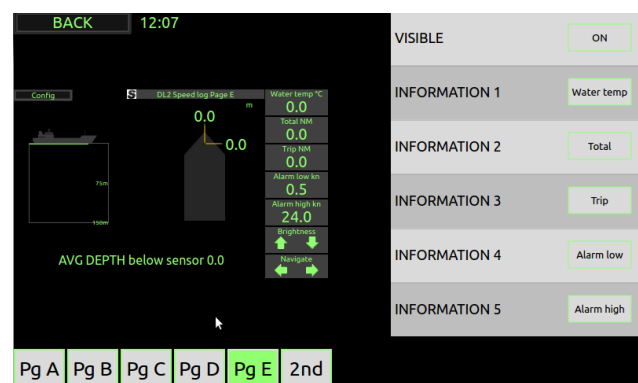 BACK 12:07
Config
S DL2 Speed log Page E
m
0.0
0.0
75m
150m
AVG DEPTH below sensor 0.0
Water temp °C
0.0
Total NM
0.0
Trip NM
0.0
Alarm low kn
0.5
Alarm high kn
24.0
Brightness
Navigate
VISIBLE ON
INFORMATION 1 Water temp
INFORMATION 2 Total
INFORMATION 3 Trip
INFORMATION 4 Alarm low
INFORMATION 5 Alarm high
Pg A Pg B Pg C Pg D Pg E 2nd